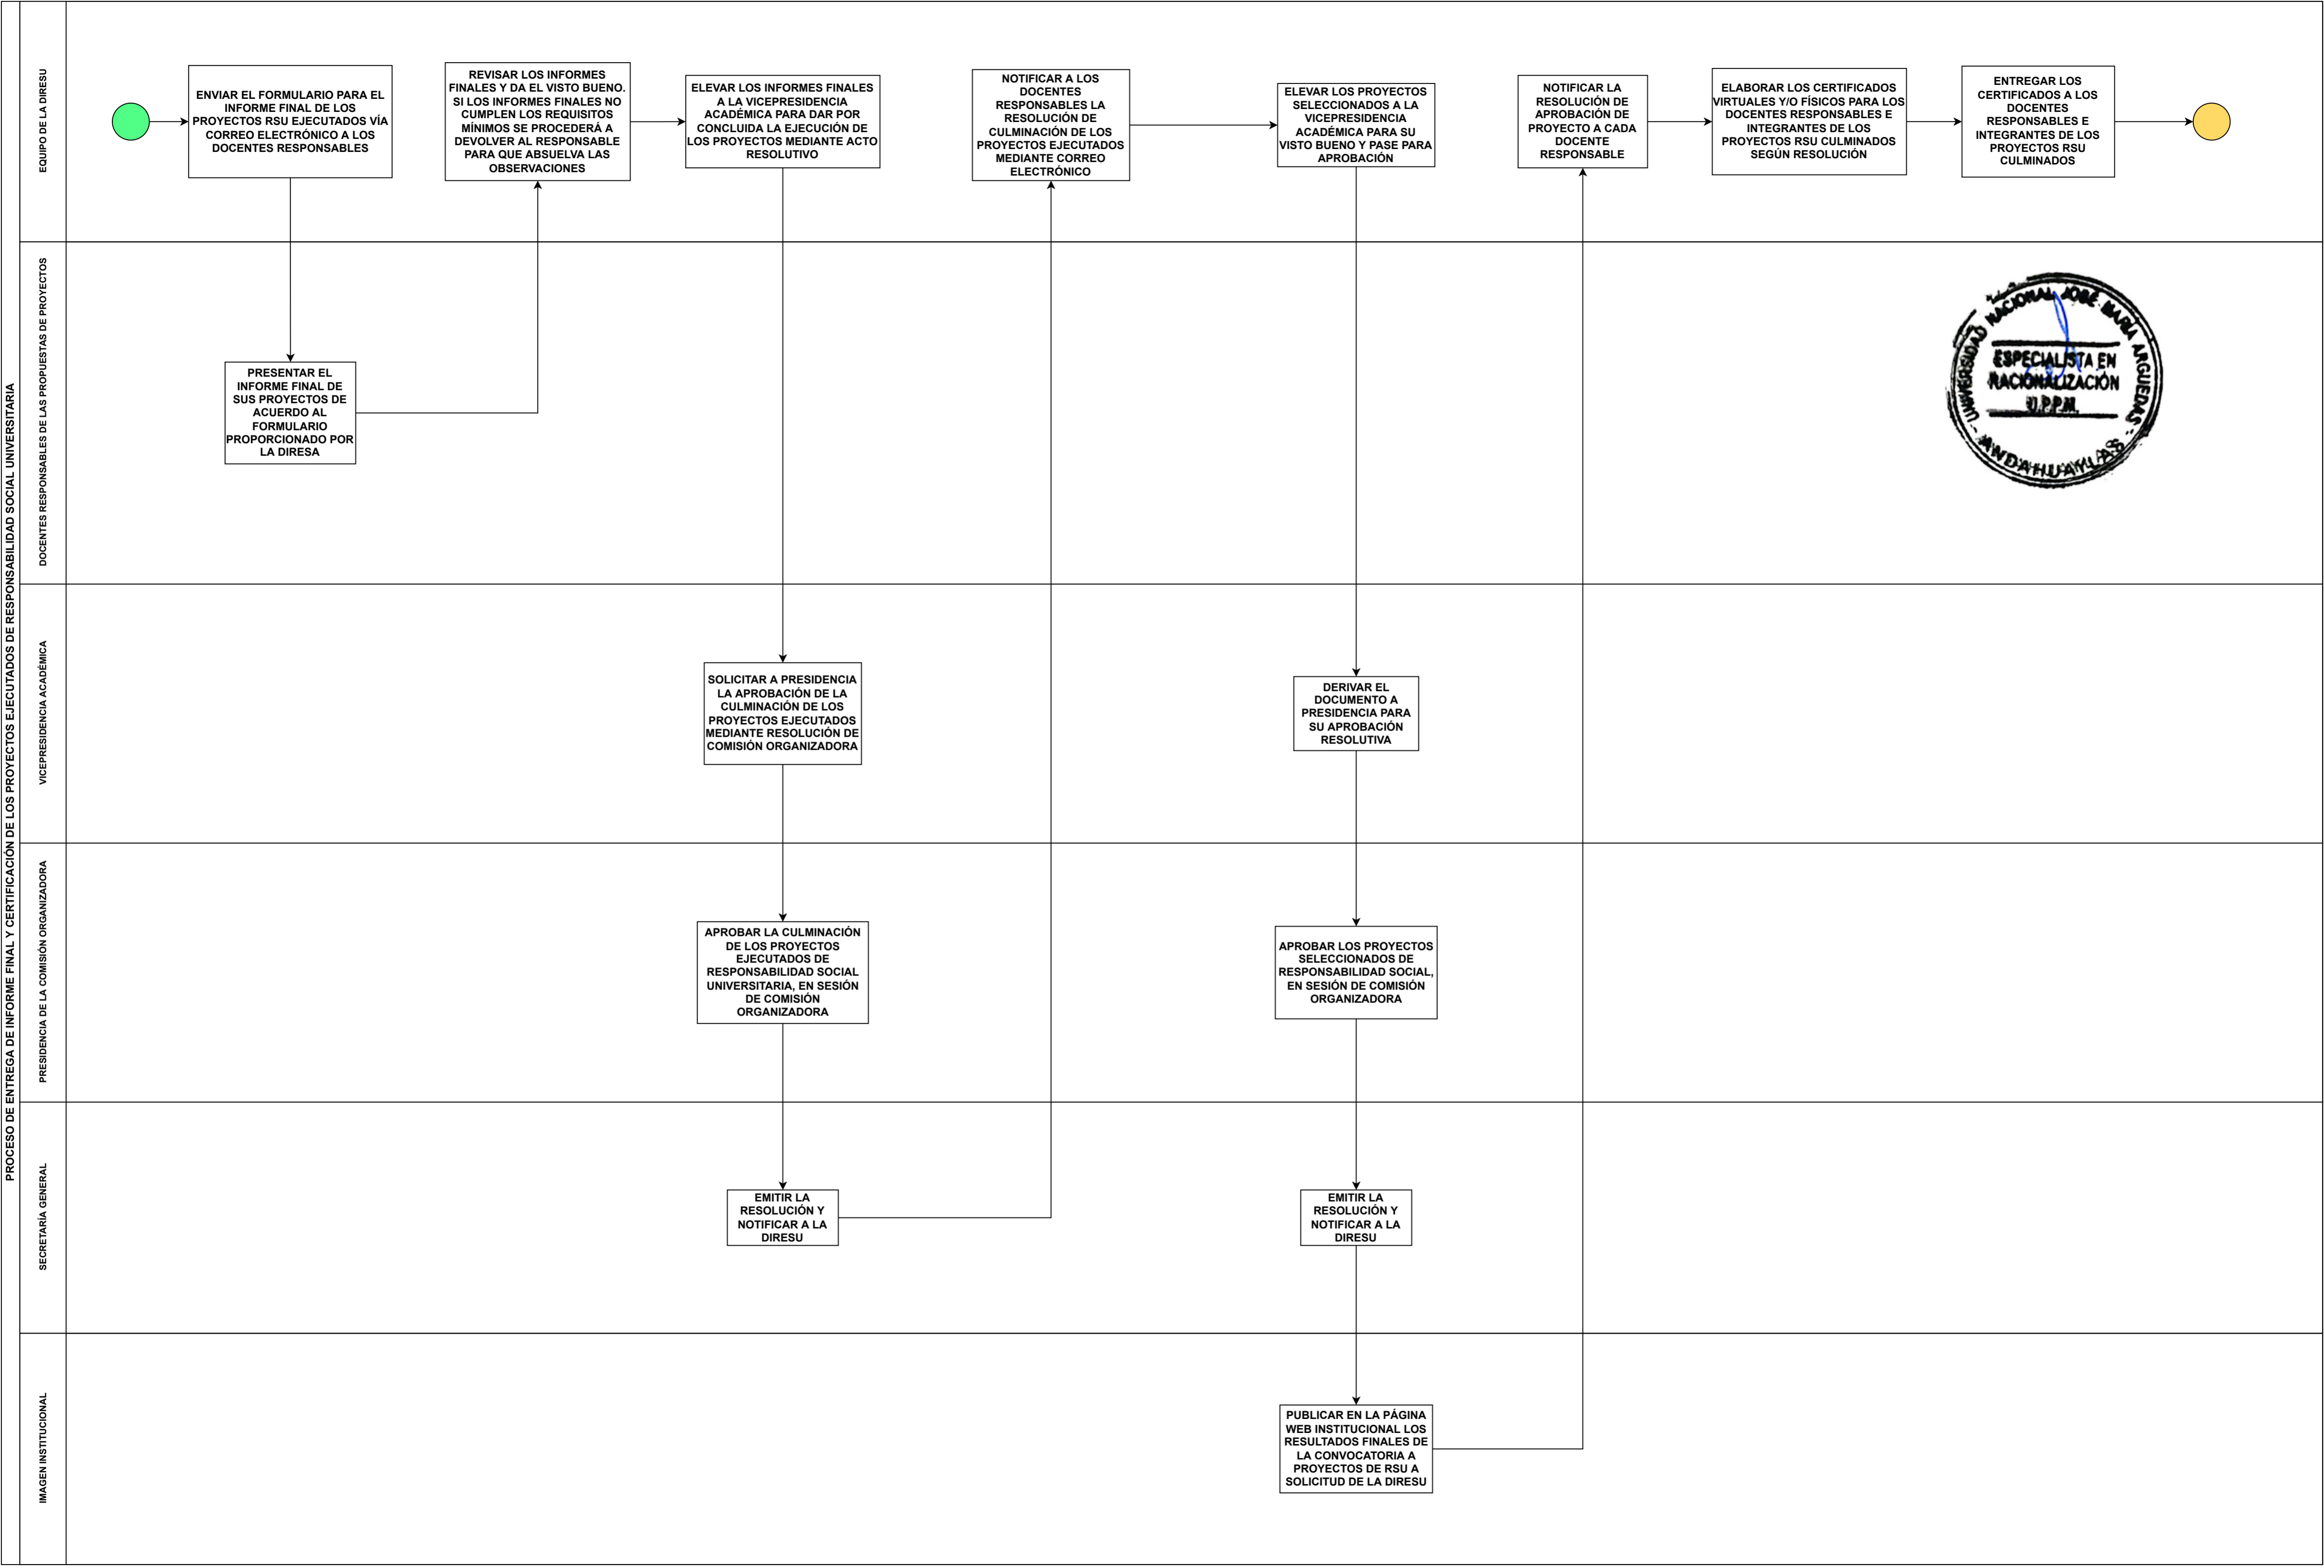 PROCESO DE ENTREGA DE INFORME FINAL Y CERTIFICACIÓN DE LOS PROYECTOS EJECUTADOS DE RESPONSABILIDAD SOCIAL UNIVERSITARIA
EQUIPO DE LA DIRESU
ENVIAR EL FORMULARIO PARA EL
INFORME FINAL DE LOS
PROYECTOS RSU EJECUTADOS VÍA
CORREO ELECTRÓNICO A LOS
DOCENTES RESPONSABLES
REVISAR LOS INFORMES
FINALES Y DA EL VISTO BUENO.
SI LOS INFORMES FINALES NO
CUMPLEN LOS REQUISITOS
MÍNIMOS SE PROCEDERÁ A
DEVOLVER AL RESPONSABLE
PARA QUE ABSUELVA LAS
OBSERVACIONES
ELEVAR LOS INFORMES FINALES
A LA VICEPRESIDENCIA
ACADÉMICA PARA DAR POR
CONCLUIDA LA EJECUCIÓN DE
LOS PROYECTOS MEDIANTE ACTO
RESOLUTIVO
NOTIFICAR A LOS
DOCENTES
RESPONSABLES LA
RESOLUCIÓN DE
CULMINACIÓN DE LOS
PROYECTOS EJECUTADOS
MEDIANTE CORREO
ELECTRÓNICO
ELEVAR LOS PROYECTOS
SELECCIONADOS A LA
VICEPRESIDENCIA
ACADÉMICA PARA SU
VISTO BUENO Y PASE PARA
APROBACIÓN
NOTIFICAR LA
RESOLUCIÓN DE
APROBACIÓN DE
PROYECTO A CADA
DOCENTE
RESPONSABLE
ELABORAR LOS CERTIFICADOS
VIRTUALES Y/O FÍSICOS PARA LOS
DOCENTES RESPONSABLES E
INTEGRANTES DE LOS
PROYECTOS RSU CULMINADOS
SEGÚN RESOLUCIÓN
ENTREGAR LOS
CERTIFICADOS A LOS
DOCENTES
RESPONSABLES E
INTEGRANTES DE LOS
PROYECTOS RSU
CULMINADOS
DOCENTES RESPONSABLES DE LAS PROPUESTAS DE PROYECTOS
PRESENTAR EL
INFORME FINAL DE
SUS PROYECTOS DE
ACUERDO AL
FORMULARIO
PROPORCIONADO POR
LA DIRESA
UNIVERSIDAD NACIONAL JOSÉ MARÍA ARGUEDAS
ESPECIALISTA EN
RACIONALIZACIÓN
U.P.P.M.
- ANDAHUAYLAS -
VICEPRESIDENCIA ACADÉMICA
SOLICITAR A PRESIDENCIA
LA APROBACIÓN DE LA
CULMINACIÓN DE LOS
PROYECTOS EJECUTADOS
MEDIANTE RESOLUCIÓN DE
COMISIÓN ORGANIZADORA
DERIVAR EL
DOCUMENTO A
PRESIDENCIA PARA
SU APROBACIÓN
RESOLUTIVA
PRESIDENCIA DE LA COMISIÓN ORGANIZADORA
APROBAR LA CULMINACIÓN
DE LOS PROYECTOS
EJECUTADOS DE
RESPONSABILIDAD SOCIAL
UNIVERSITARIA, EN SESIÓN
DE COMISIÓN
ORGANIZADORA
APROBAR LOS PROYECTOS
SELECCIONADOS DE
RESPONSABILIDAD SOCIAL,
EN SESIÓN DE COMISIÓN
ORGANIZADORA
SECRETARÍA GENERAL
EMITIR LA
RESOLUCIÓN Y
NOTIFICAR A LA
DIRESU
EMITIR LA
RESOLUCIÓN Y
NOTIFICAR A LA
DIRESU
IMAGEN INSTITUCIONAL
PUBLICAR EN LA PÁGINA
WEB INSTITUCIONAL LOS
RESULTADOS FINALES DE
LA CONVOCATORIA A
PROYECTOS DE RSU A
SOLICITUD DE LA DIRESU